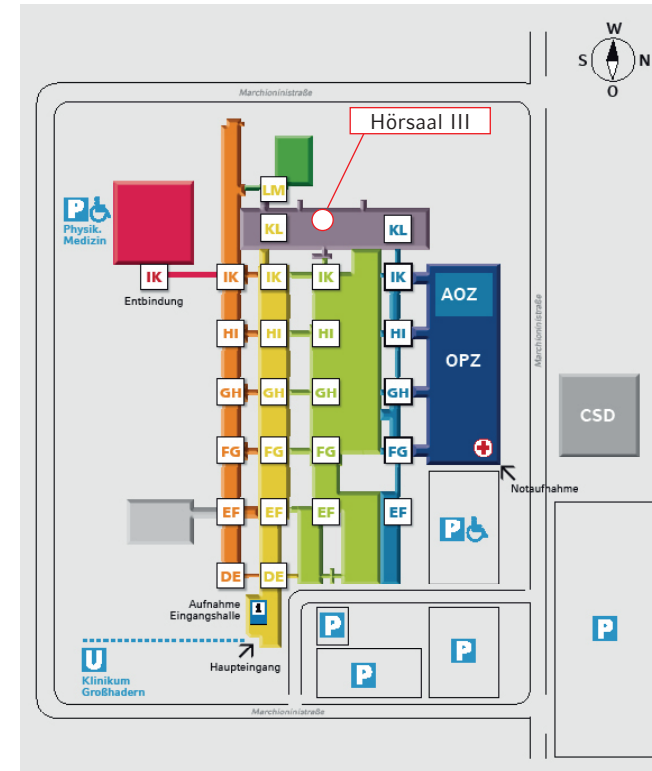 W
S N
O
Marchioninistraße
Hörsaal III
LM
P
Physik.
Medizin
KL KL
IK IK IK IK IK
Entbindung
AOZ
Marchioninistraße
HI HI HI HI
OPZ
GH GH GH GH
CSD
FG FG FG FG
Notaufnahme
EF EF EF EF
P
DE DE
Aufnahme
Eingangshalle
i
P
P
P
P
Haupteingang
U
Klinikum
Großhadern
Marchioninistraße